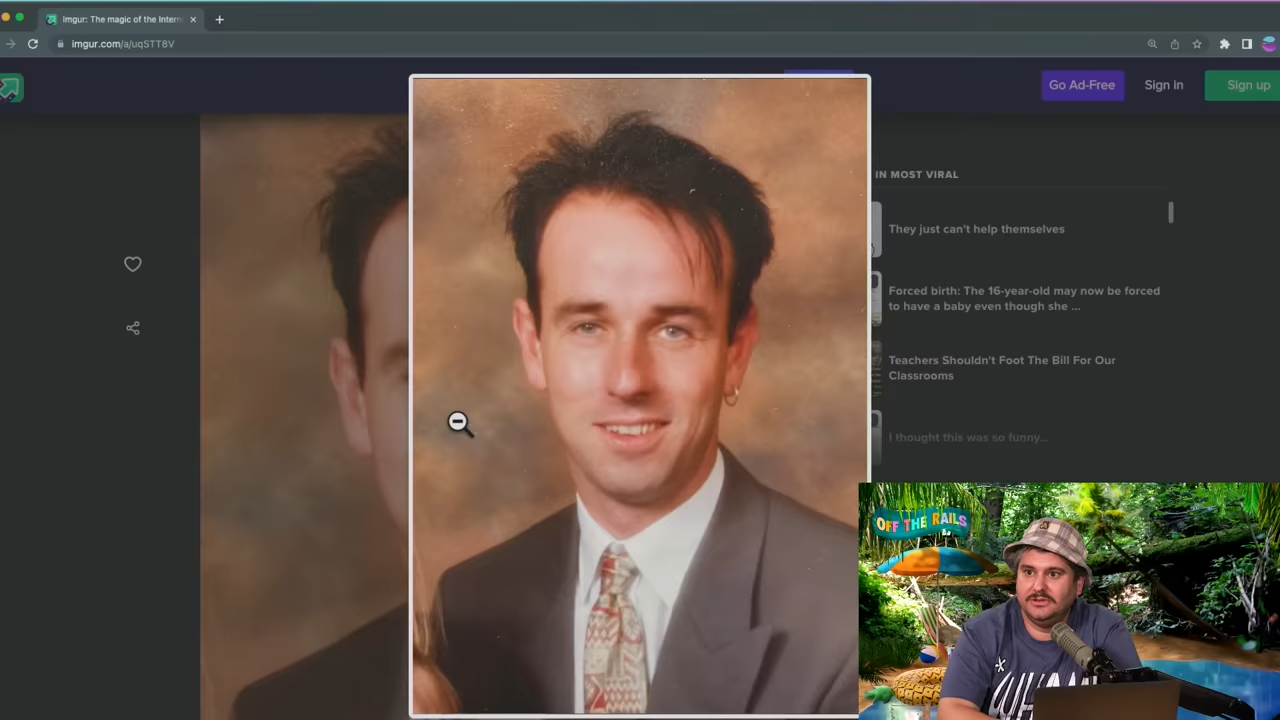 Imgur: The magic of the Intern
imgur.com/a/uqSTT8V
Go Ad-Free
Sign in
Sign up
IN MOST VIRAL
They just can't help themselves
Forced birth: The 16-year-old may now be forced
to have a baby even though she ...
Teachers Shouldn't Foot The Bill For Our
Classrooms
I thought this was so funny...
OFF THE RAILS